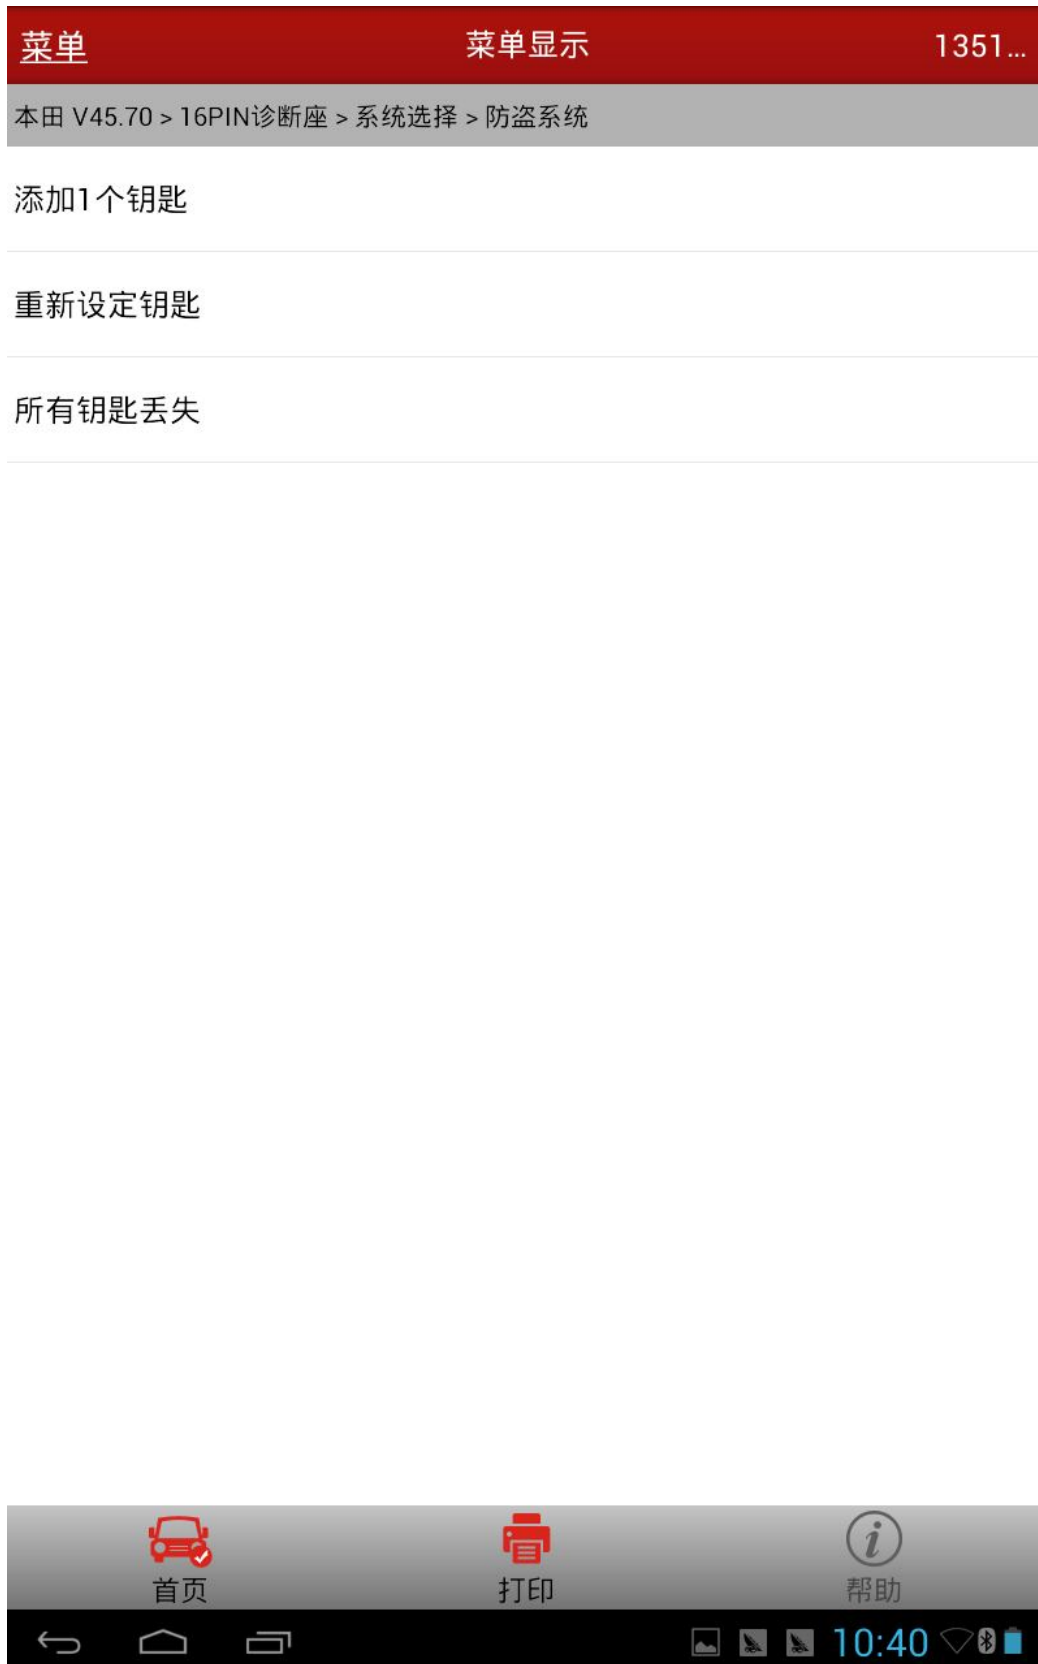 菜单 菜单显示 1351...
本田 V45.70 > 16PIN诊断座 > 系统选择 > 防盗系统
添加1个钥匙
重新设定钥匙
所有钥匙丢失
首页 打印 帮助
10:40